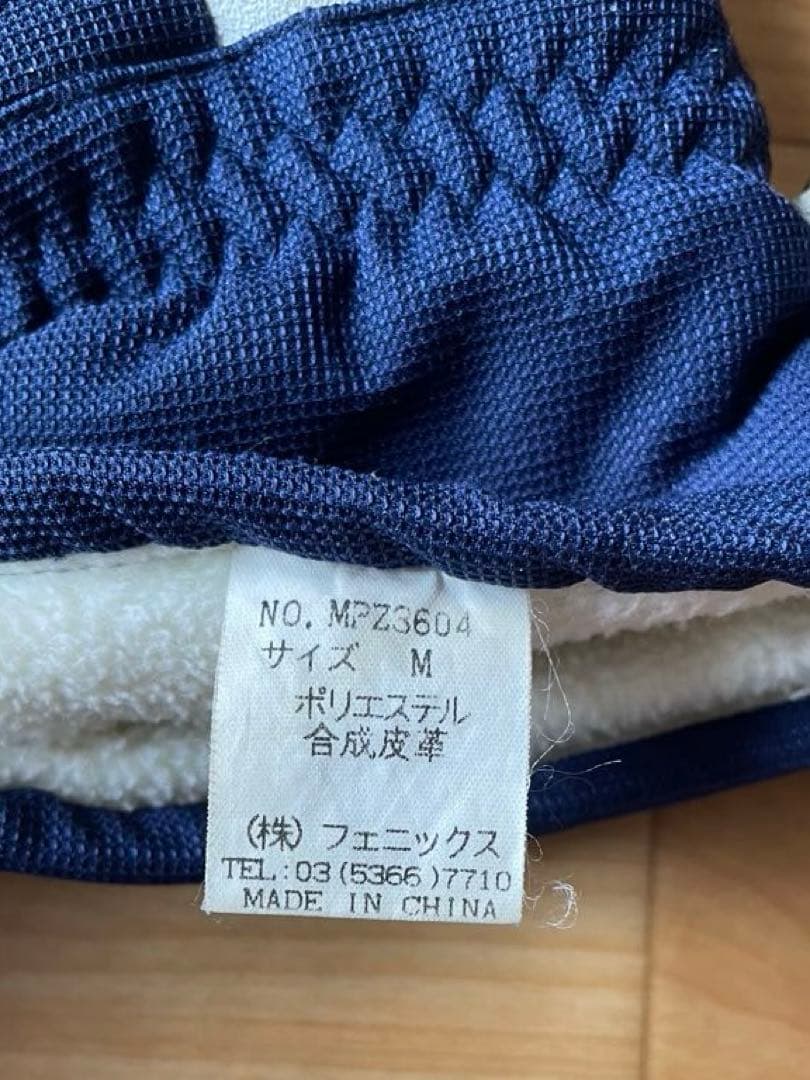 NO. MPZ3604
サイズ M
ポリエステル
合成皮革
(株) フェニックス
TEL:03(5366)7710
MADE IN CHINA